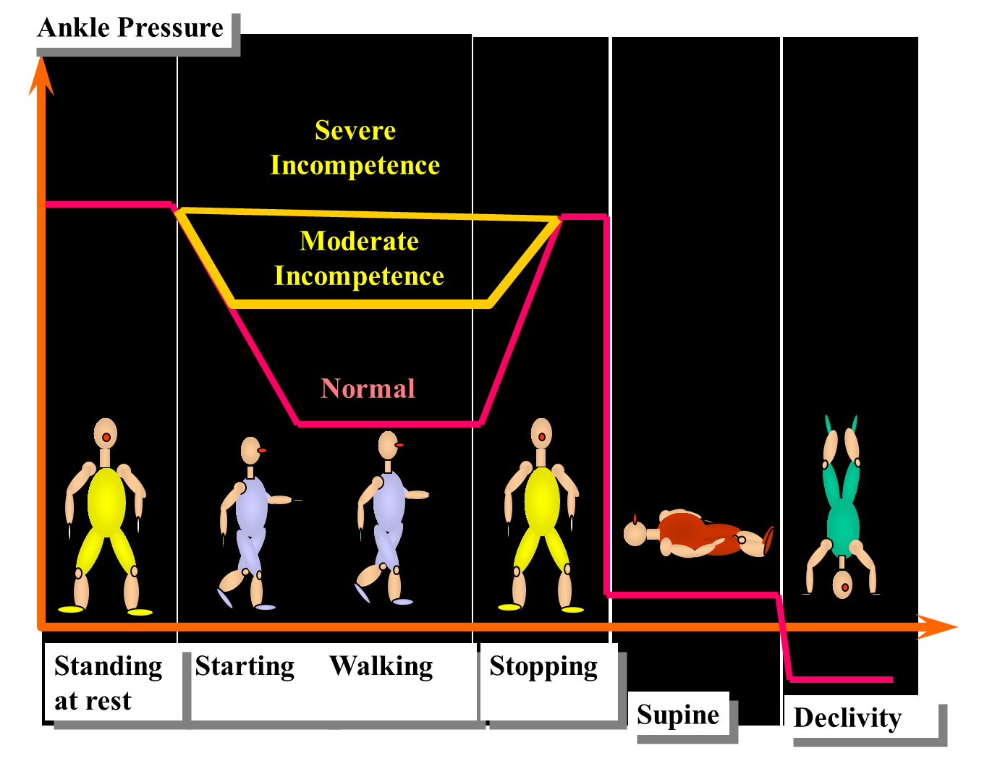 Ankle Pressure
Severe
Incompetence
Moderate
Incompetence
Normal
Standing
at rest
Starting
Walking
Stopping
Supine
Declivity